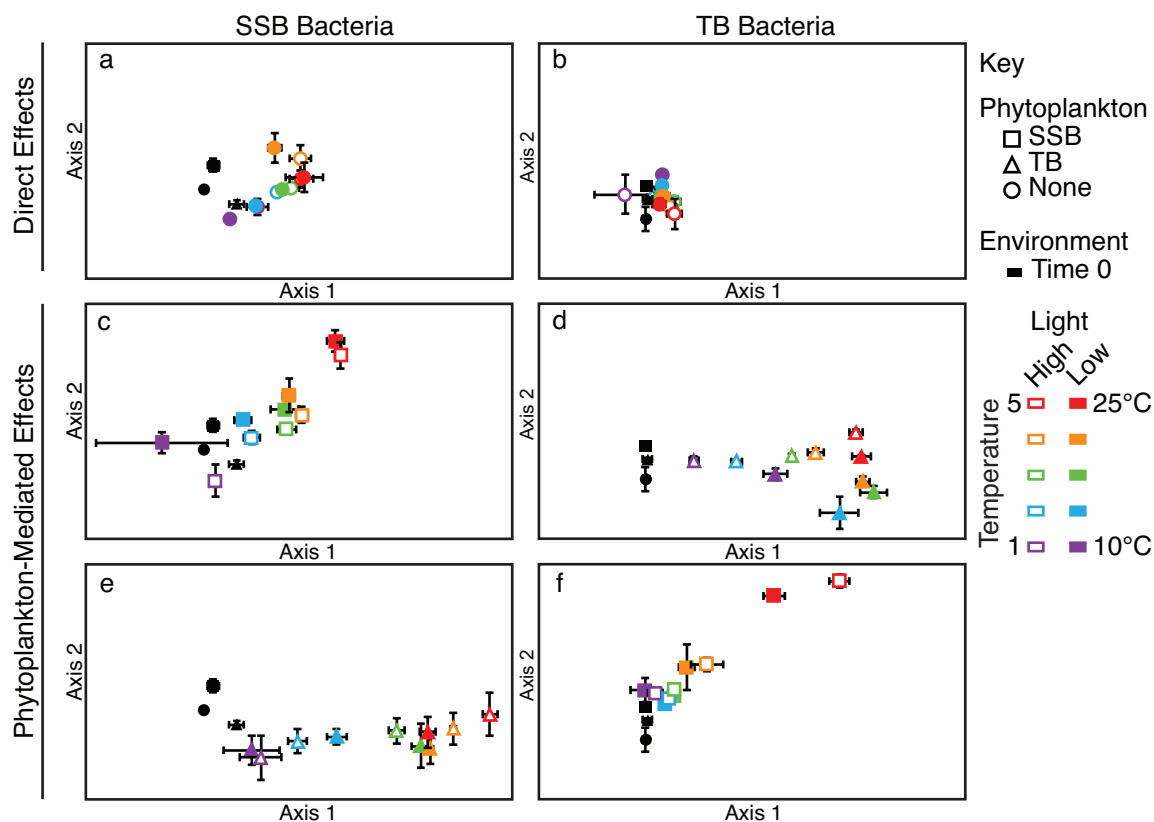 SSB Bacteria
TB Bacteria
Direct Effects
a
Axis 2
Axis 1
b
Axis 2
Axis 1
Phytoplankton-Mediated Effects
c
Axis 2
Axis 1
d
Axis 2
Axis 1
e
Axis 2
Axis 1
f
Axis 2
Axis 1
Key
Phytoplankton
SSB
TB
None
Environment
Time 0
Light
High
Low
Temperature
5 25°C
1 10°C